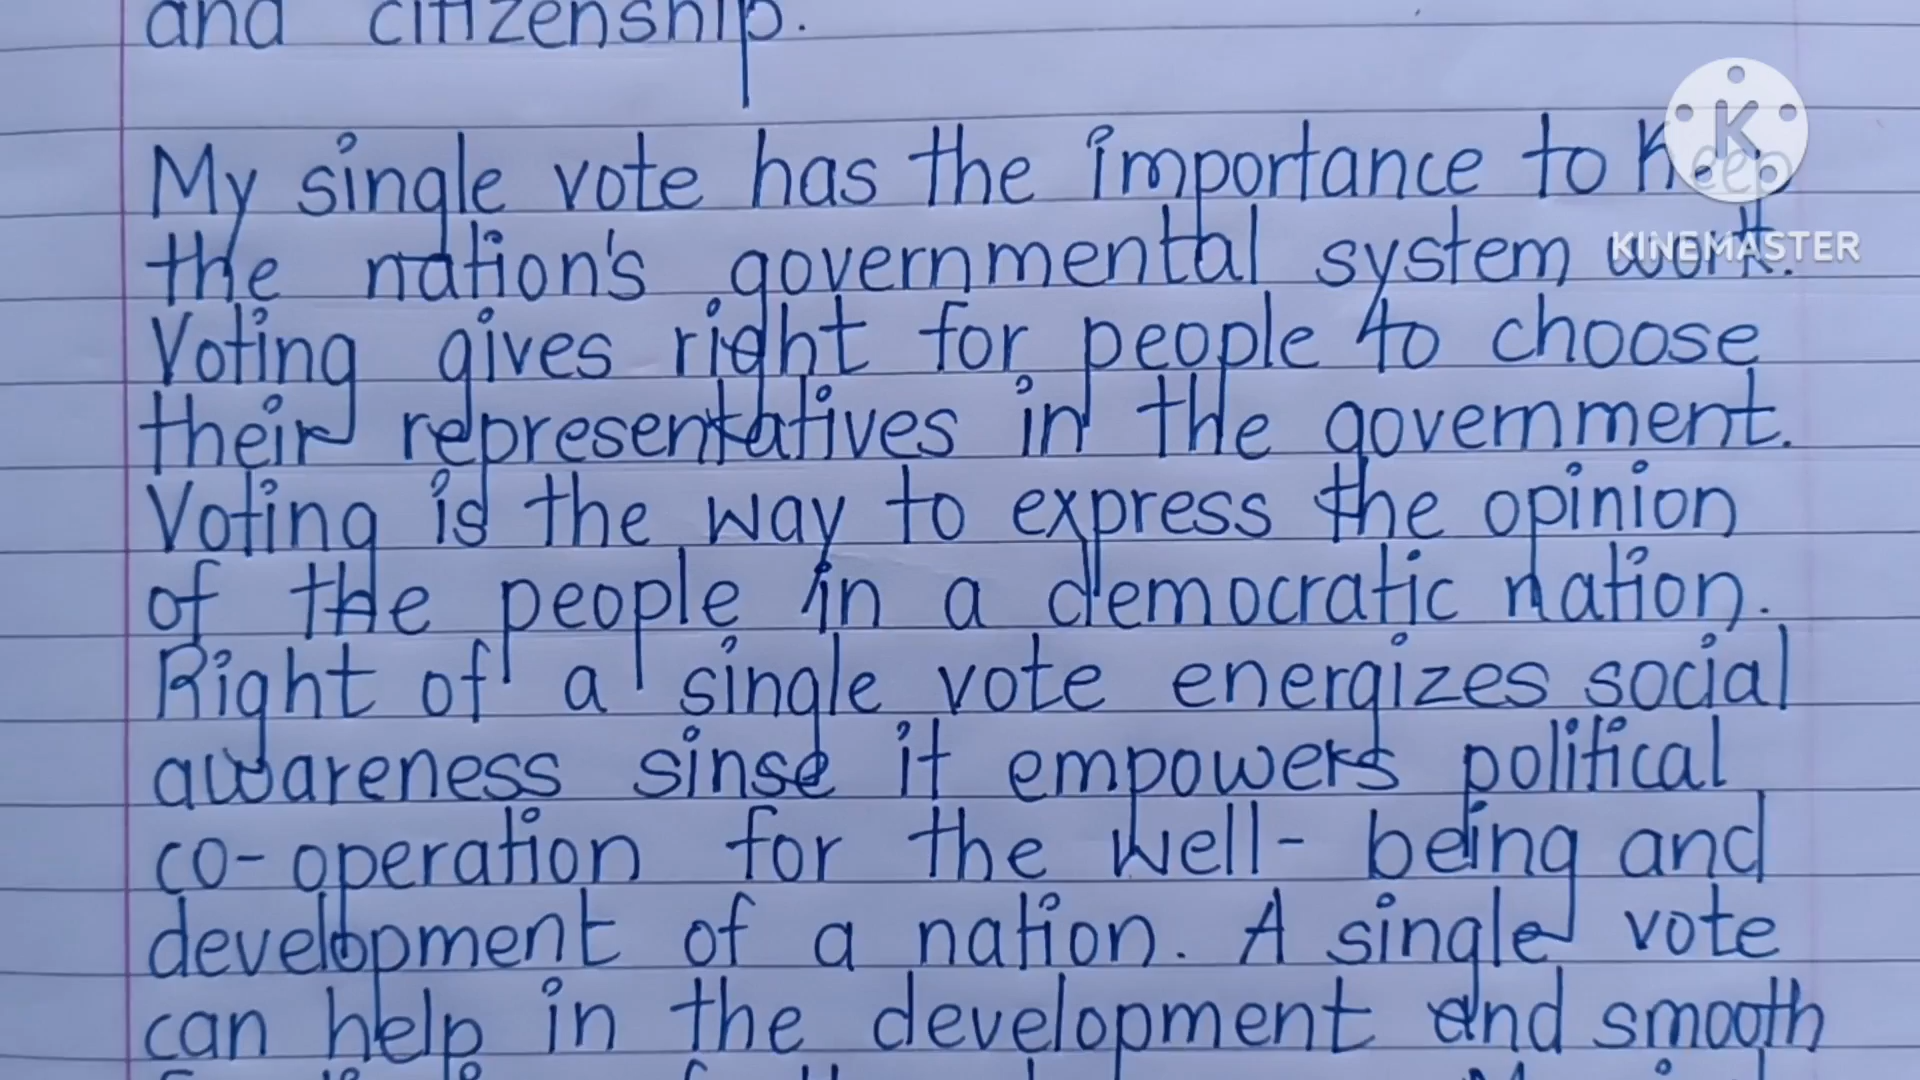 and citizenship.
My single vote has the importance to keep
K
KINEMASTER
the nation's governmental system work.
Voting gives right for people to choose
their representatives in the government.
Voting is the way to express the opinion
of the people in a democratic nation.
Right of a single vote energizes social
awareness sinse it empowers political
co-operation for the well-being and
development of a nation. A single vote
can help in the development and smooth